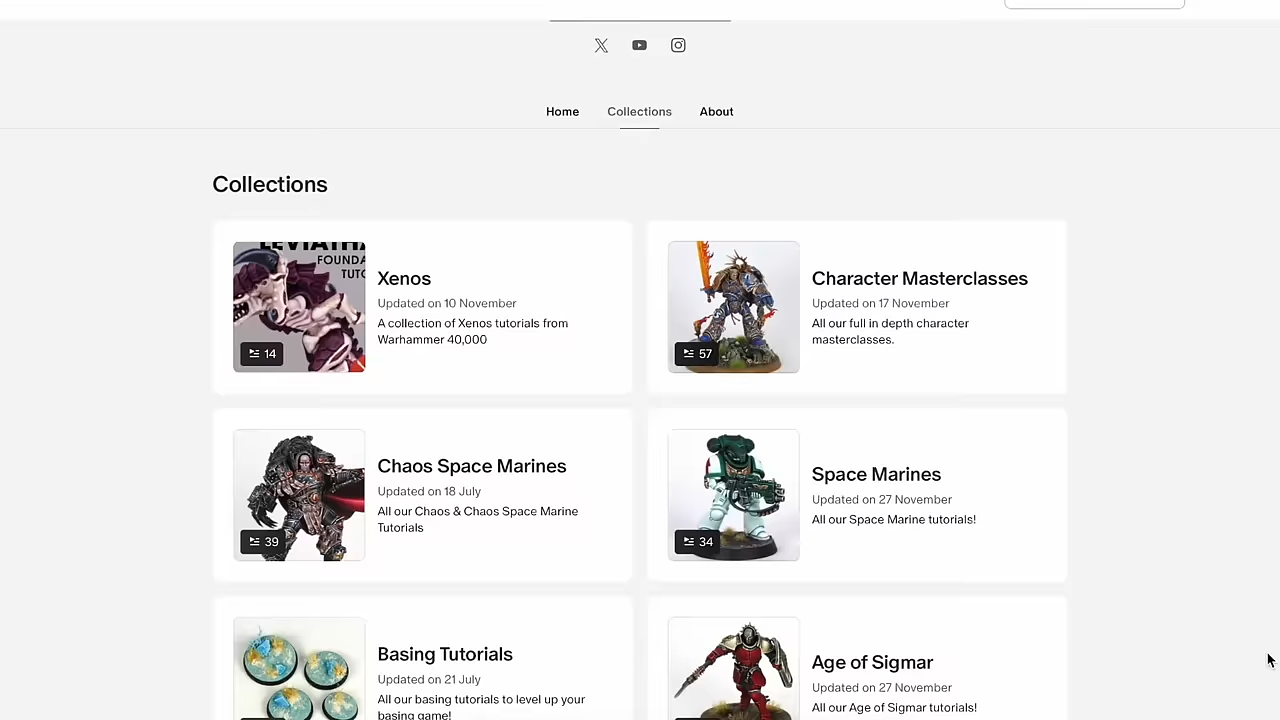 Home
Collections
About
Collections
LEVIATHA
FOUNDA
TUTO
14
Xenos
Updated on 10 November
A collection of Xenos tutorials from
Warhammer 40,000
57
Character Masterclasses
Updated on 17 November
All our full in depth character
masterclasses.
39
Chaos Space Marines
Updated on 18 July
All our Chaos & Chaos Space Marine
Tutorials
34
Space Marines
Updated on 27 November
All our Space Marine tutorials!
Basing Tutorials
Updated on 21 July
All our basing tutorials to level up your
basing game!
Age of Sigmar
Updated on 27 November
All our Age of Sigmar tutorials!